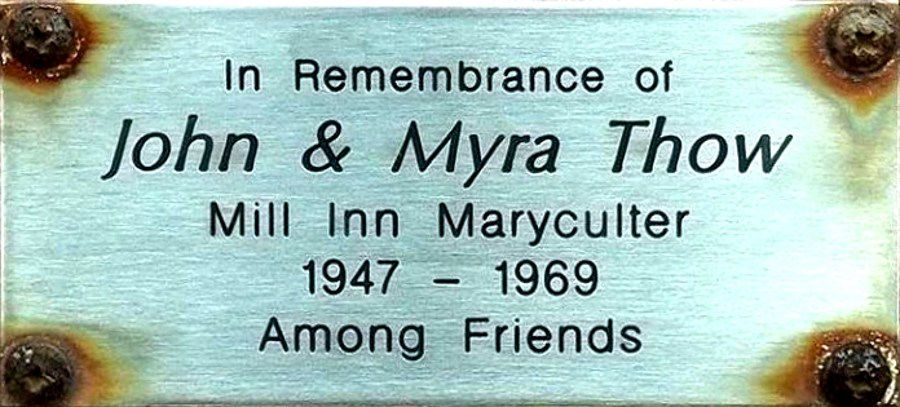 In Remembrance of
John & Myra Thow
Mill Inn Maryculter
1947 – 1969
Among Friends